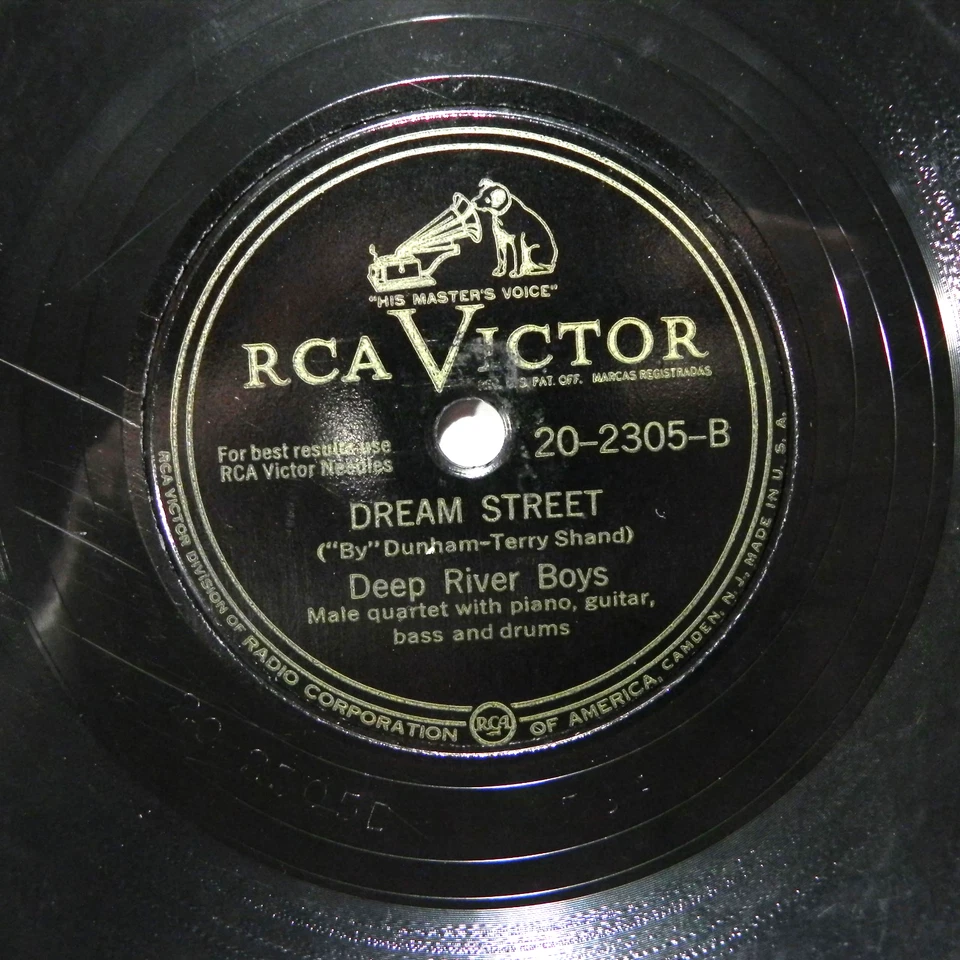 "HIS MASTER'S VOICE"
RCA VICTOR
PAT. OFF. MARCAS REGISTRADAS
For best results use
RCA Victor Needles
20-2305-B
DREAM STREET
("By" Dunham-Terry Shand)
Deep River Boys
Male quartet with piano, guitar,
bass and drums
RCA VICTOR DIVISION OF RADIO CORPORATION RCA OF AMERICA, CAMDEN, N. J., MADE IN U. S. A.